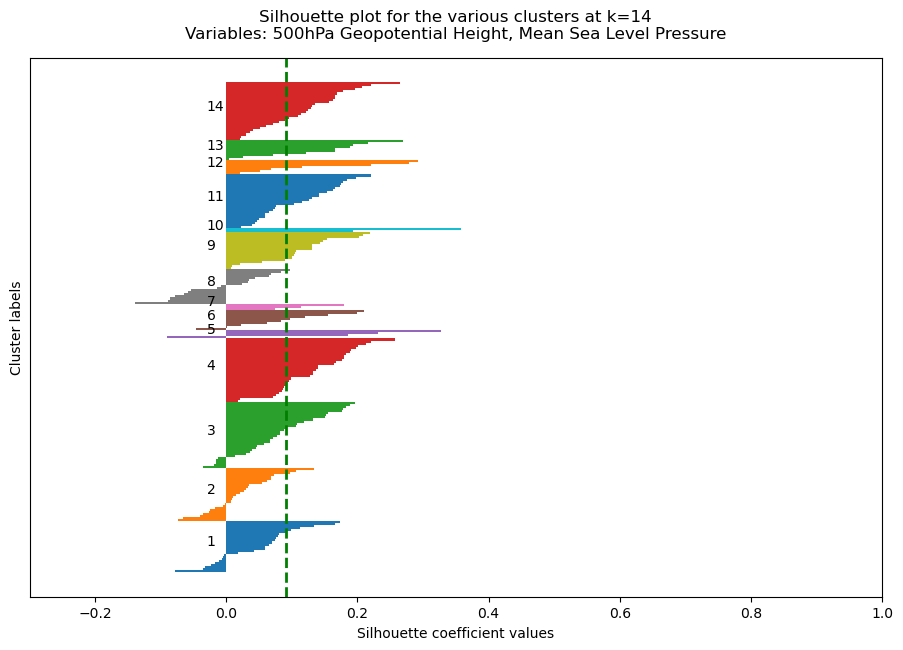 Silhouette plot for the various clusters at k=14
Variables: 500hPa Geopotential Height, Mean Sea Level Pressure
Cluster labels
14
13
12
11
10
9
8
7
6
5
4
3
2
1
−0.2 0.0 0.2 0.4 0.6 0.8 1.0
Silhouette coefficient values